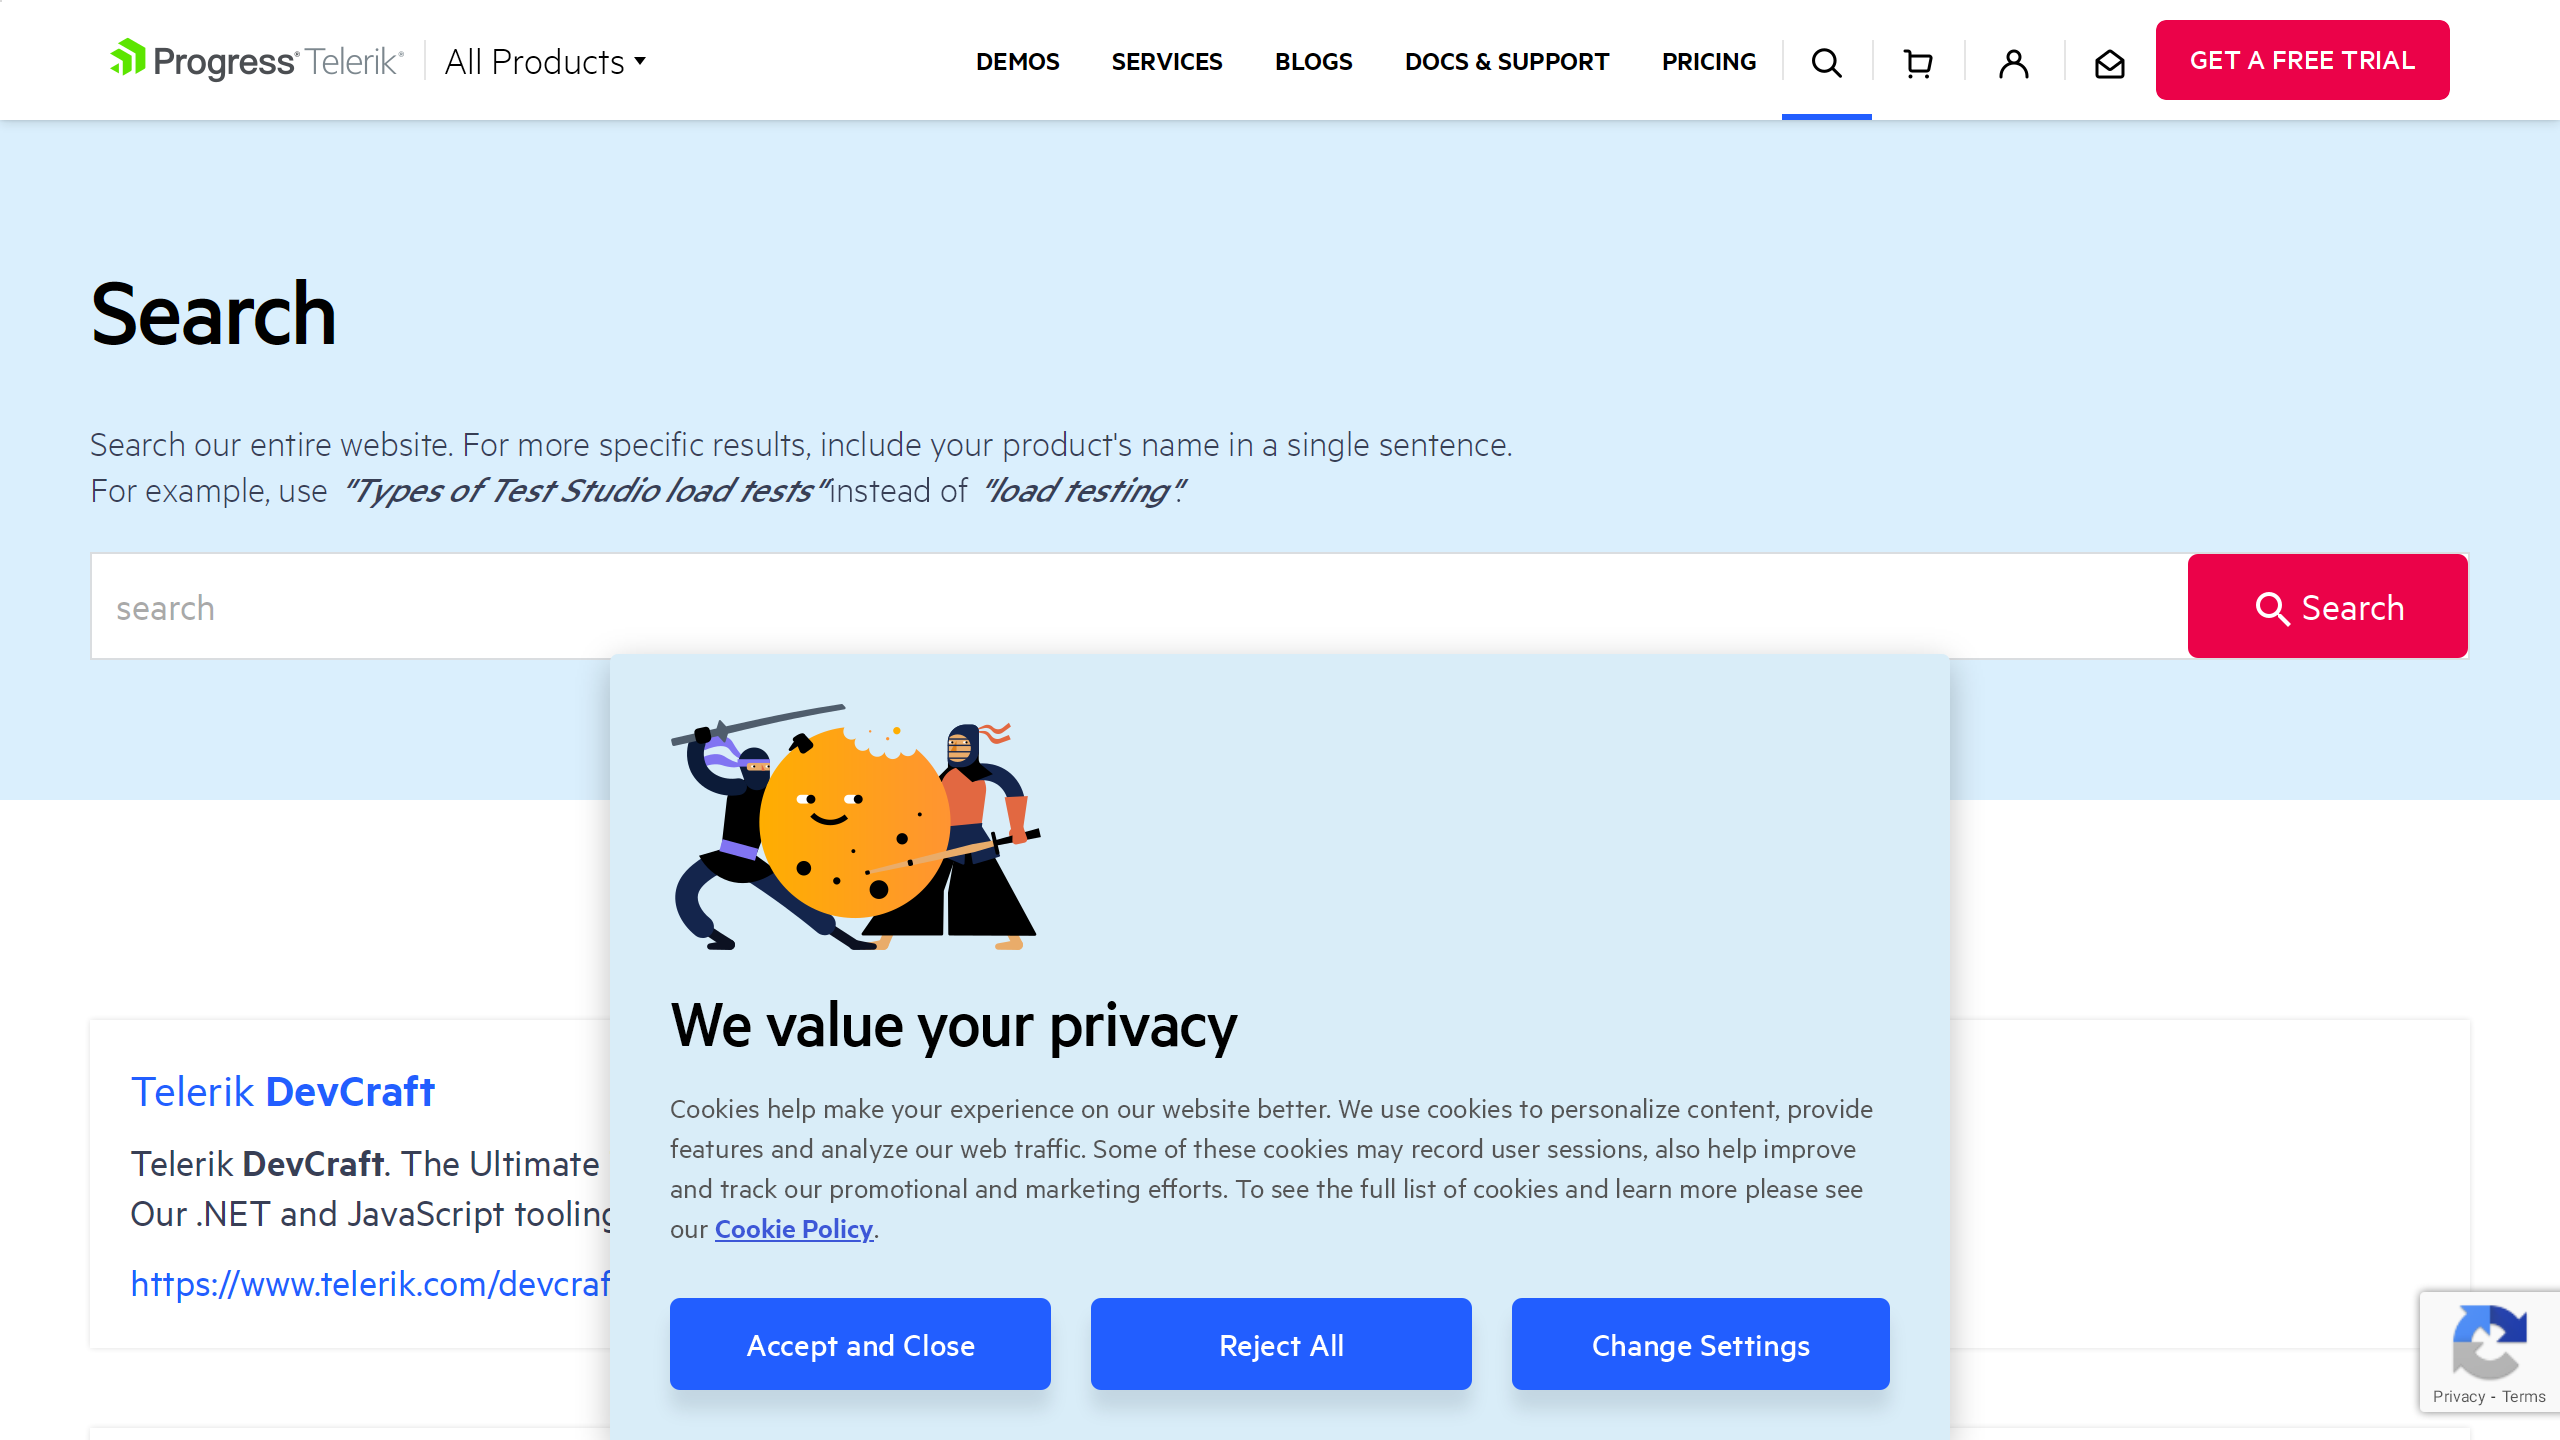 Progress® Telerik®
All Products
DEMOS
SERVICES
BLOGS
DOCS & SUPPORT
PRICING
GET A FREE TRIAL
Search
Search our entire website. For more specific results, include your product's name in a single sentence.
For example, use "Types of Test Studio load tests" instead of "load testing".
search
Search
Telerik DevCraft
Telerik DevCraft. The Ultimate
Our .NET and JavaScript tooling
https://www.telerik.com/devcraf
We value your privacy
Cookies help make your experience on our website better. We use cookies to personalize content, provide
features and analyze our web traffic. Some of these cookies may record user sessions, also help improve
and track our promotional and marketing efforts. To see the full list of cookies and learn more please see
our Cookie Policy.
Accept and Close
Reject All
Change Settings
Privacy - Terms